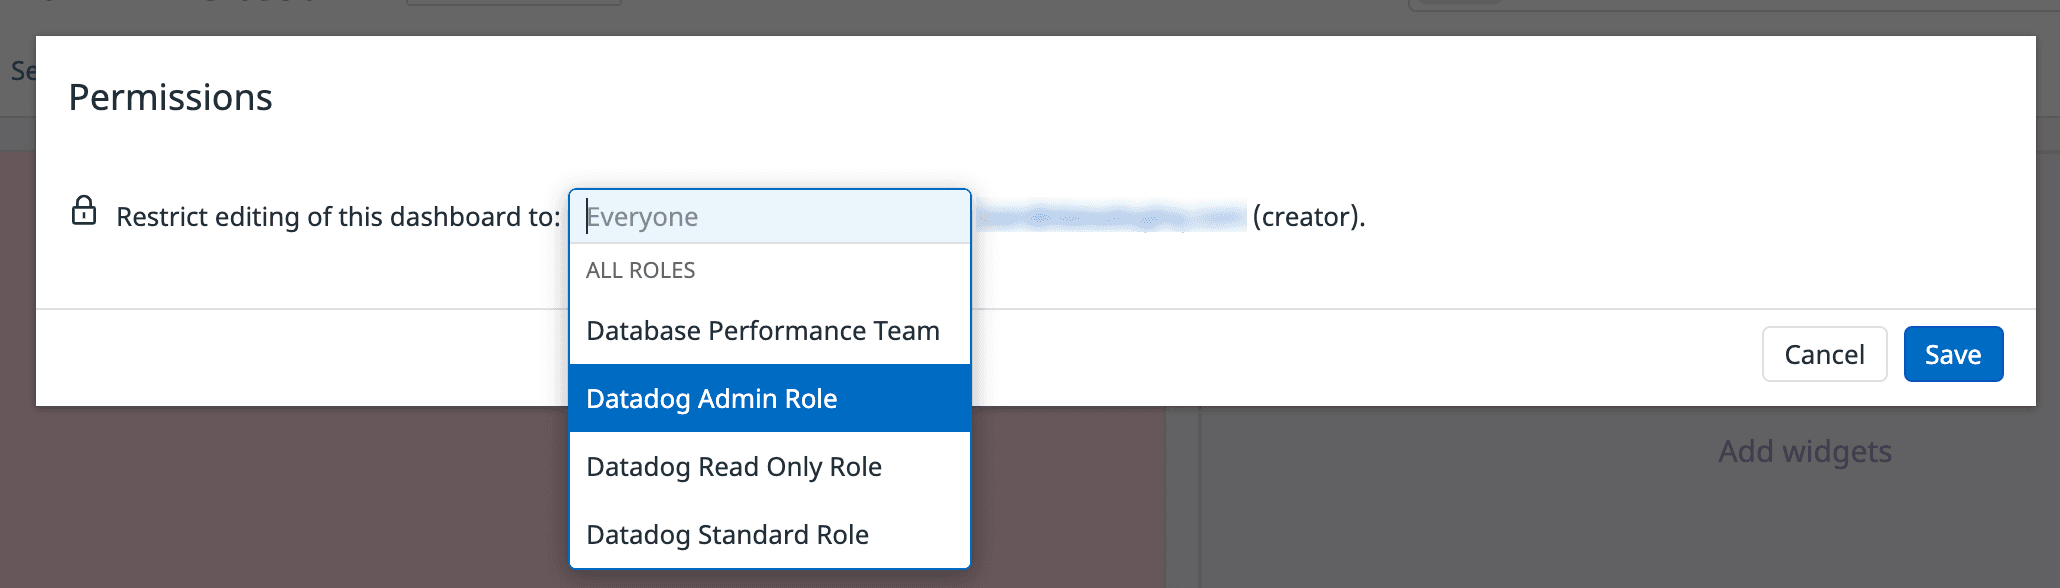 Se
Permissions
Restrict editing of this dashboard to: Everyone (creator).
ALL ROLES
Database Performance Team
Datadog Admin Role
Datadog Read Only Role
Datadog Standard Role
Cancel Save
Add widgets